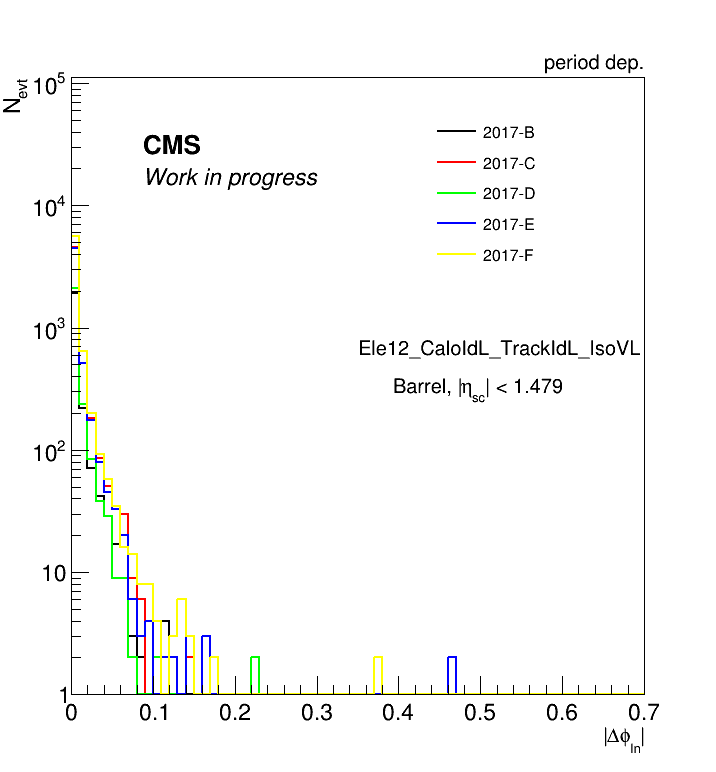 period dep.
N_evt
10^5
10^4
10^3
10^2
10
1
CMS
Work in progress
2017-B
2017-C
2017-D
2017-E
2017-F
Ele12_CaloIdL_TrackIdL_IsoVL
Barrel, |η_sc| < 1.479
0 0.1 0.2 0.3 0.4 0.5 0.6 0.7
|Δϕ_In|